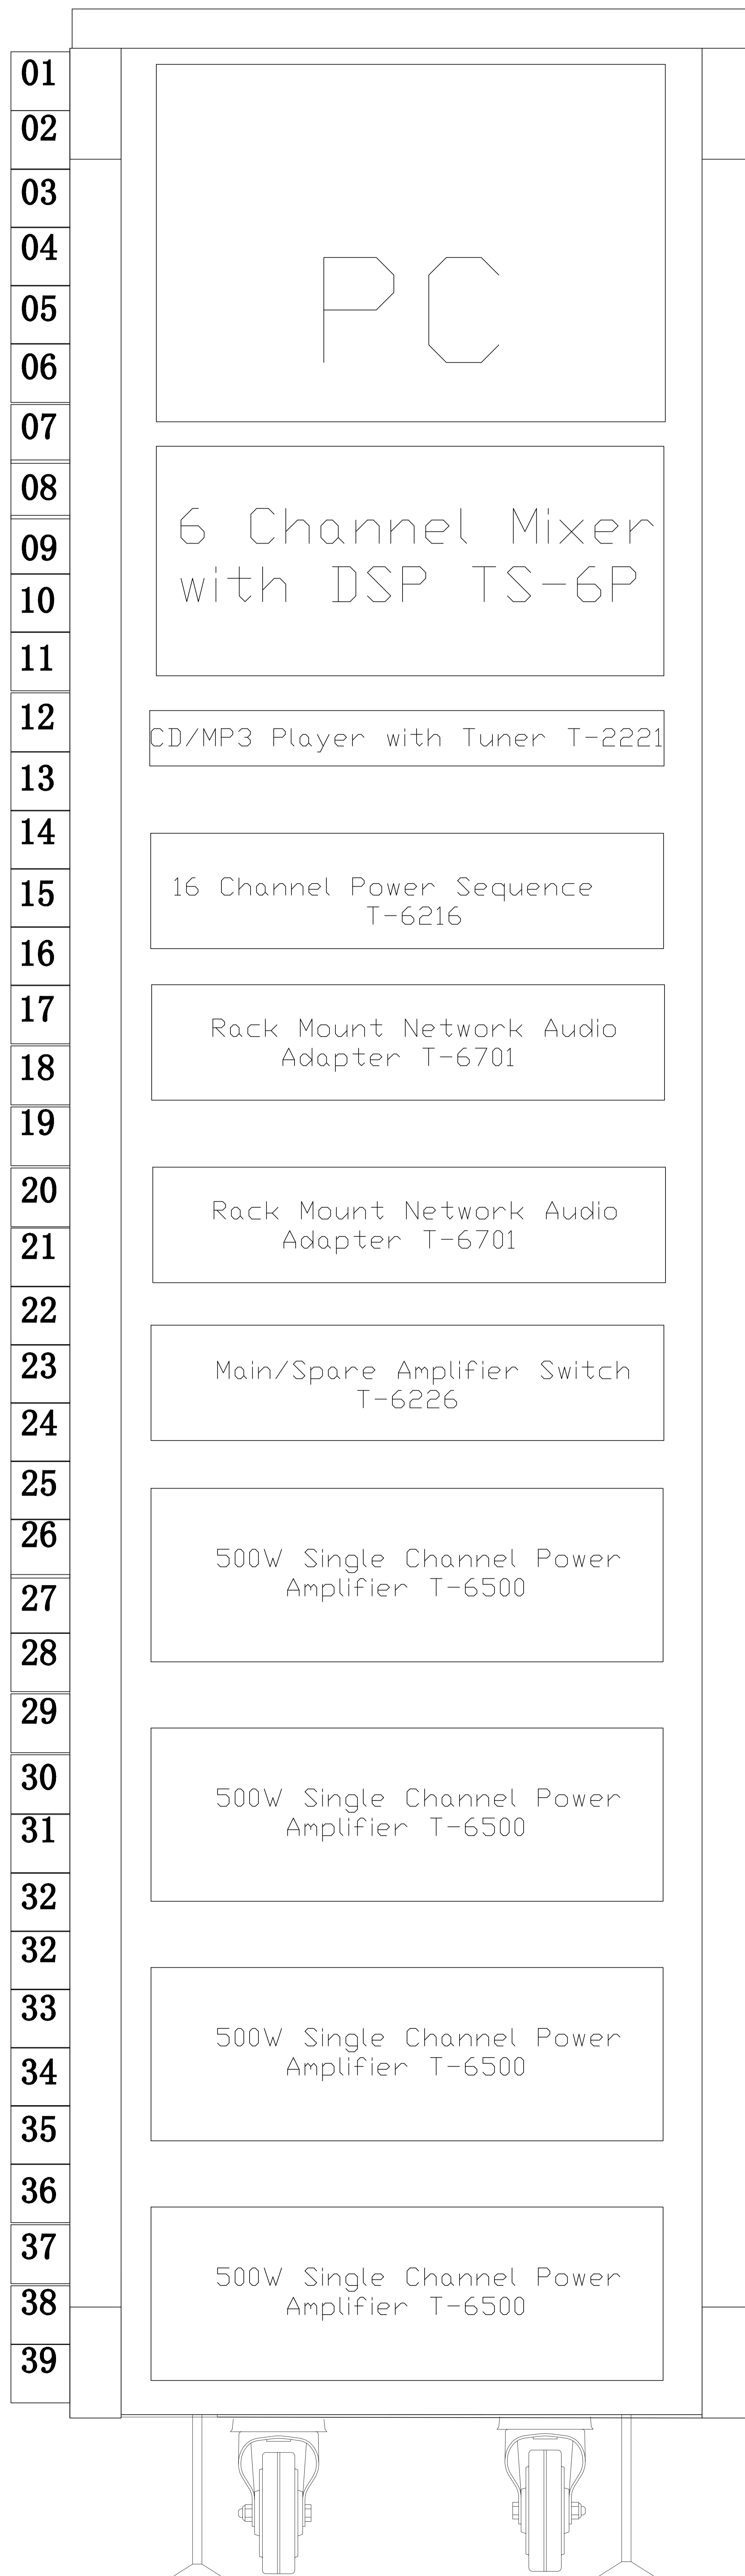 01
02
03
04
05
06
PC
07
08
09
10
11
6 Channel Mixer
with DSP TS-6P
12
CD/MP3 Player with Tuner T-2221
13
14
15
16 Channel Power Sequence
T-6216
16
17
Rack Mount Network Audio
Adapter T-6701
18
19
20
Rack Mount Network Audio
Adapter T-6701
21
22
23
Main/Spare Amplifier Switch
T-6226
24
25
26
500W Single Channel Power
Amplifier T-6500
27
28
29
30
500W Single Channel Power
Amplifier T-6500
31
32
32
33
500W Single Channel Power
Amplifier T-6500
34
35
36
37
500W Single Channel Power
Amplifier T-6500
38
39